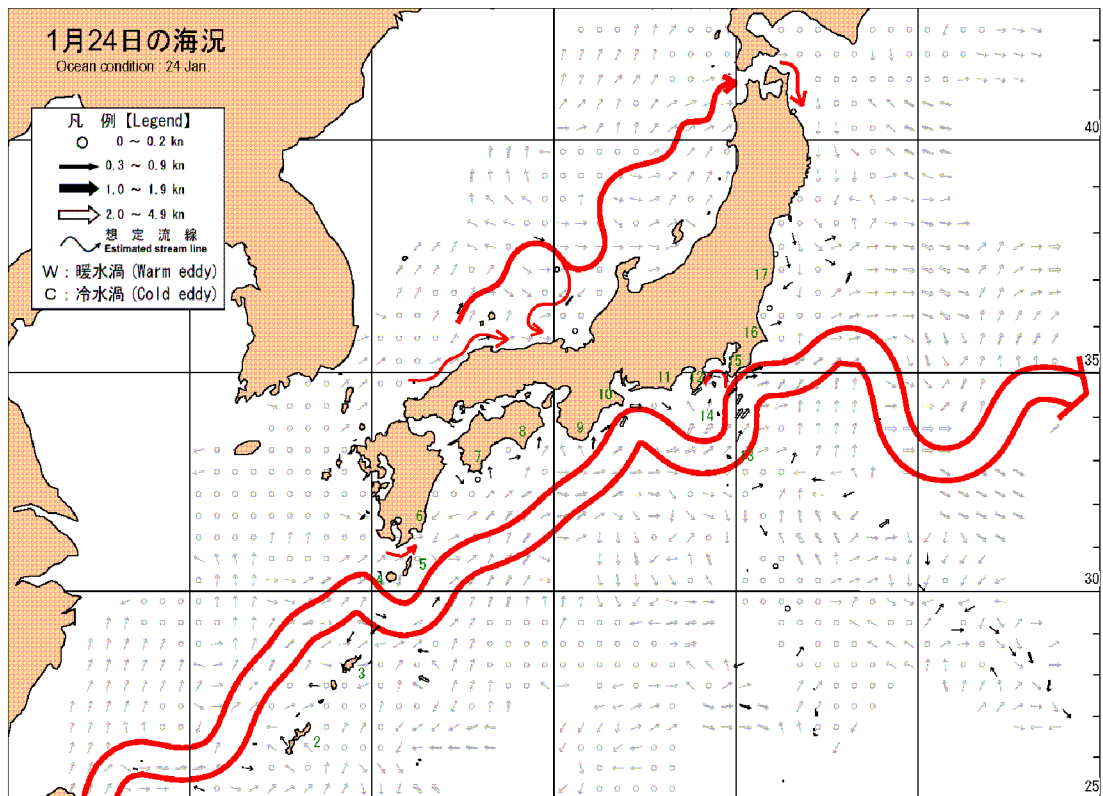 1月24日の海況
Ocean condition : 24 Jan.
凡 例【Legend】
0 ~ 0.2 kn
0.3 ~ 0.9 kn
1.0 ~ 1.9 kn
2.0 ~ 4.9 kn
想 定 流 線
Estimated stream line
W : 暖水渦 (Warm eddy)
C : 冷水渦 (Cold eddy)
40
17
16
35
15
12
11
10
14
9
8
7
13
6
5
4
30
3
2
25